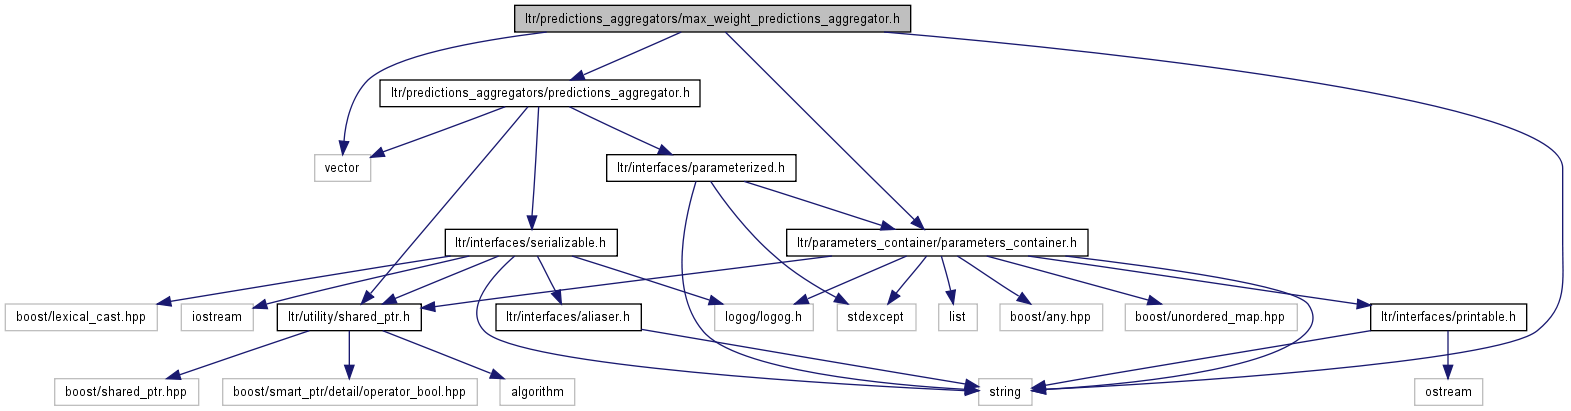 ltr/predictions_aggregators/max_weight_predictions_aggregator.h
ltr/predictions_aggregators/predictions_aggregator.h
vector
ltr/interfaces/parameterized.h
ltr/interfaces/serializable.h
ltr/parameters_container/parameters_container.h
boost/lexical_cast.hpp
iostream
ltr/utility/shared_ptr.h
ltr/interfaces/aliaser.h
logog/logog.h
stdexcept
list
boost/any.hpp
boost/unordered_map.hpp
ltr/interfaces/printable.h
boost/shared_ptr.hpp
boost/smart_ptr/detail/operator_bool.hpp
algorithm
string
ostream